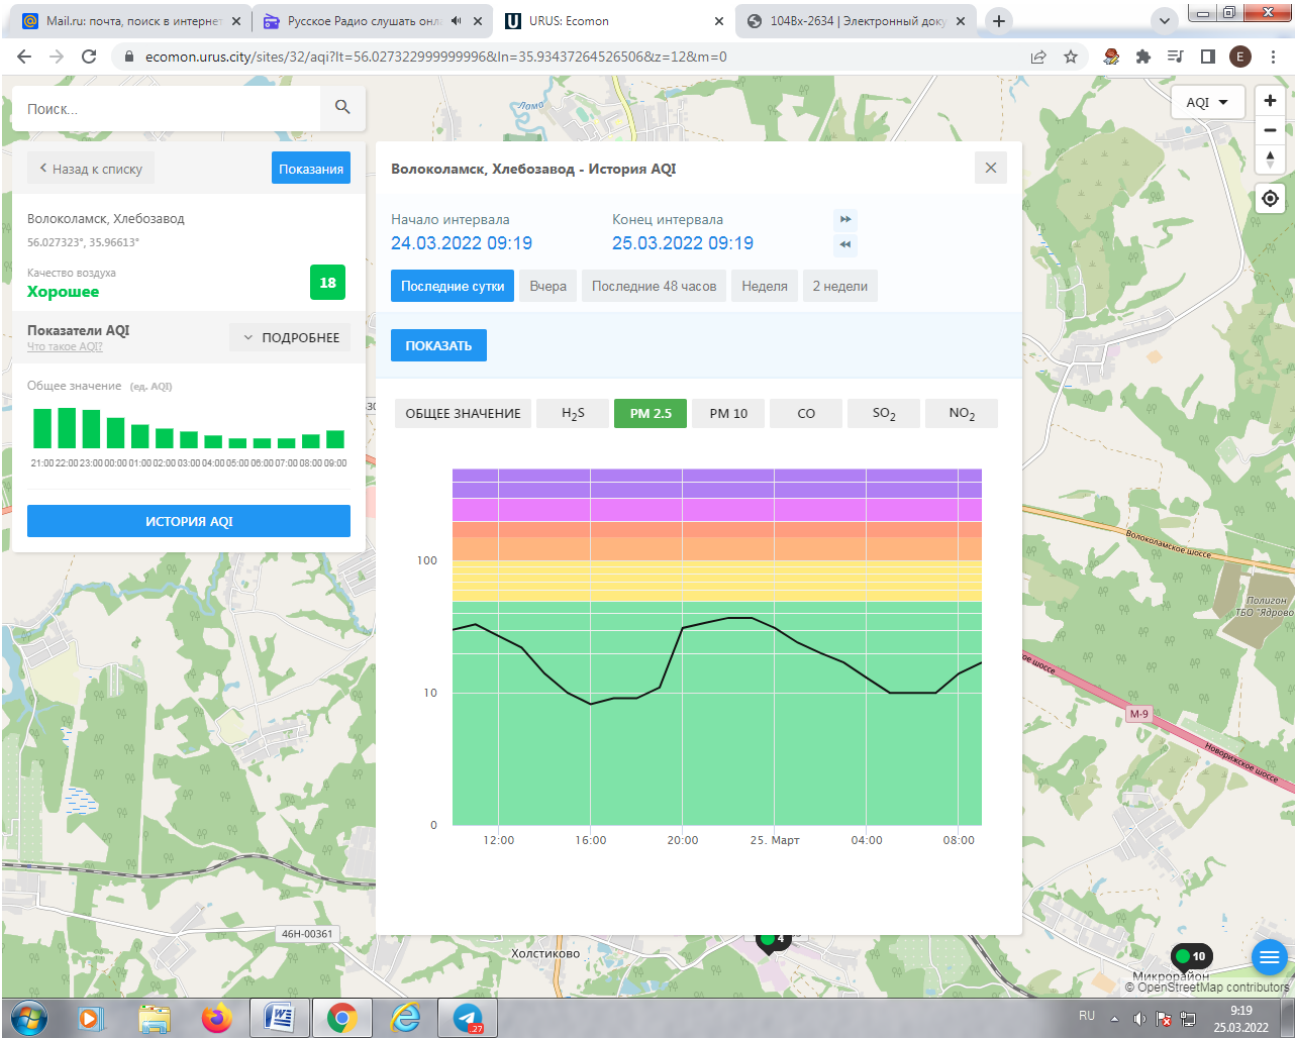 Mail.ru: почта, поиск в интернет
Русское Радио слушать онл
URUS: Ecomon
104Вх-2634 | Электронный доку
ecomon.urus.city/sites/32/aqi?lt=56.027322999999996&ln=35.93437264526506&z=12&m=0
E
Поиск...
Лама
AQI
Назад к списку
Показания
Волоколамск, Хлебозавод - История AQI
Волоколамск, Хлебозавод
56.027323°, 35.96613°
Начало интервала
Конец интервала
24.03.2022 09:19
25.03.2022 09:19
Качество воздуха
Хорошее
18
Последние сутки
Вчера
Последние 48 часов
Неделя
2 недели
Показатели AQI
Что такое AQI?
ПОДРОБНЕЕ
ПОКАЗАТЬ
Общее значение (ед. AQI)
21:00 22:00 23:00 00:00 01:00 02:00 03:00 04:00 05:00 06:00 07:00 08:00 09:00
ИСТОРИЯ AQI
ОБЩЕЕ ЗНАЧЕНИЕ
H2S
PM 2.5
PM 10
CO
SO2
NO2
100
10
0
12:00
16:00
20:00
25. Март
04:00
08:00
Волоколамское шоссе
Полигон
ТБО "Ядрово
ое шоссе
М-9
Новорижское шоссе
46Н-00361
Холстиково
4
10
Микрорайон
© OpenStreetMap contributors
27
RU
9:19
25.03.2022